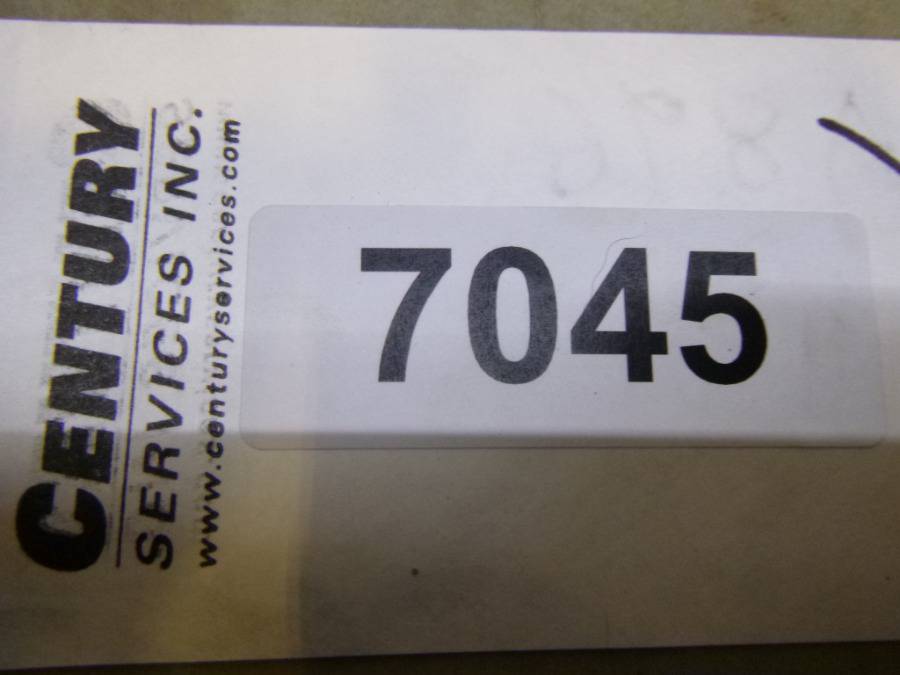 CENTURY
SERVICES INC.
www.centuryservices.com
7045